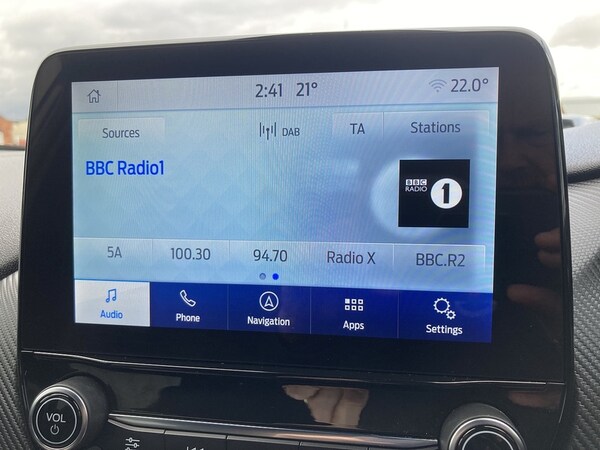 2:41 21° 22.0°
Sources DAB TA Stations
BBC Radio1
BBC RADIO 1
5A 100.30 94.70 Radio X BBC.R2
Audio Phone Navigation Apps Settings
VOL